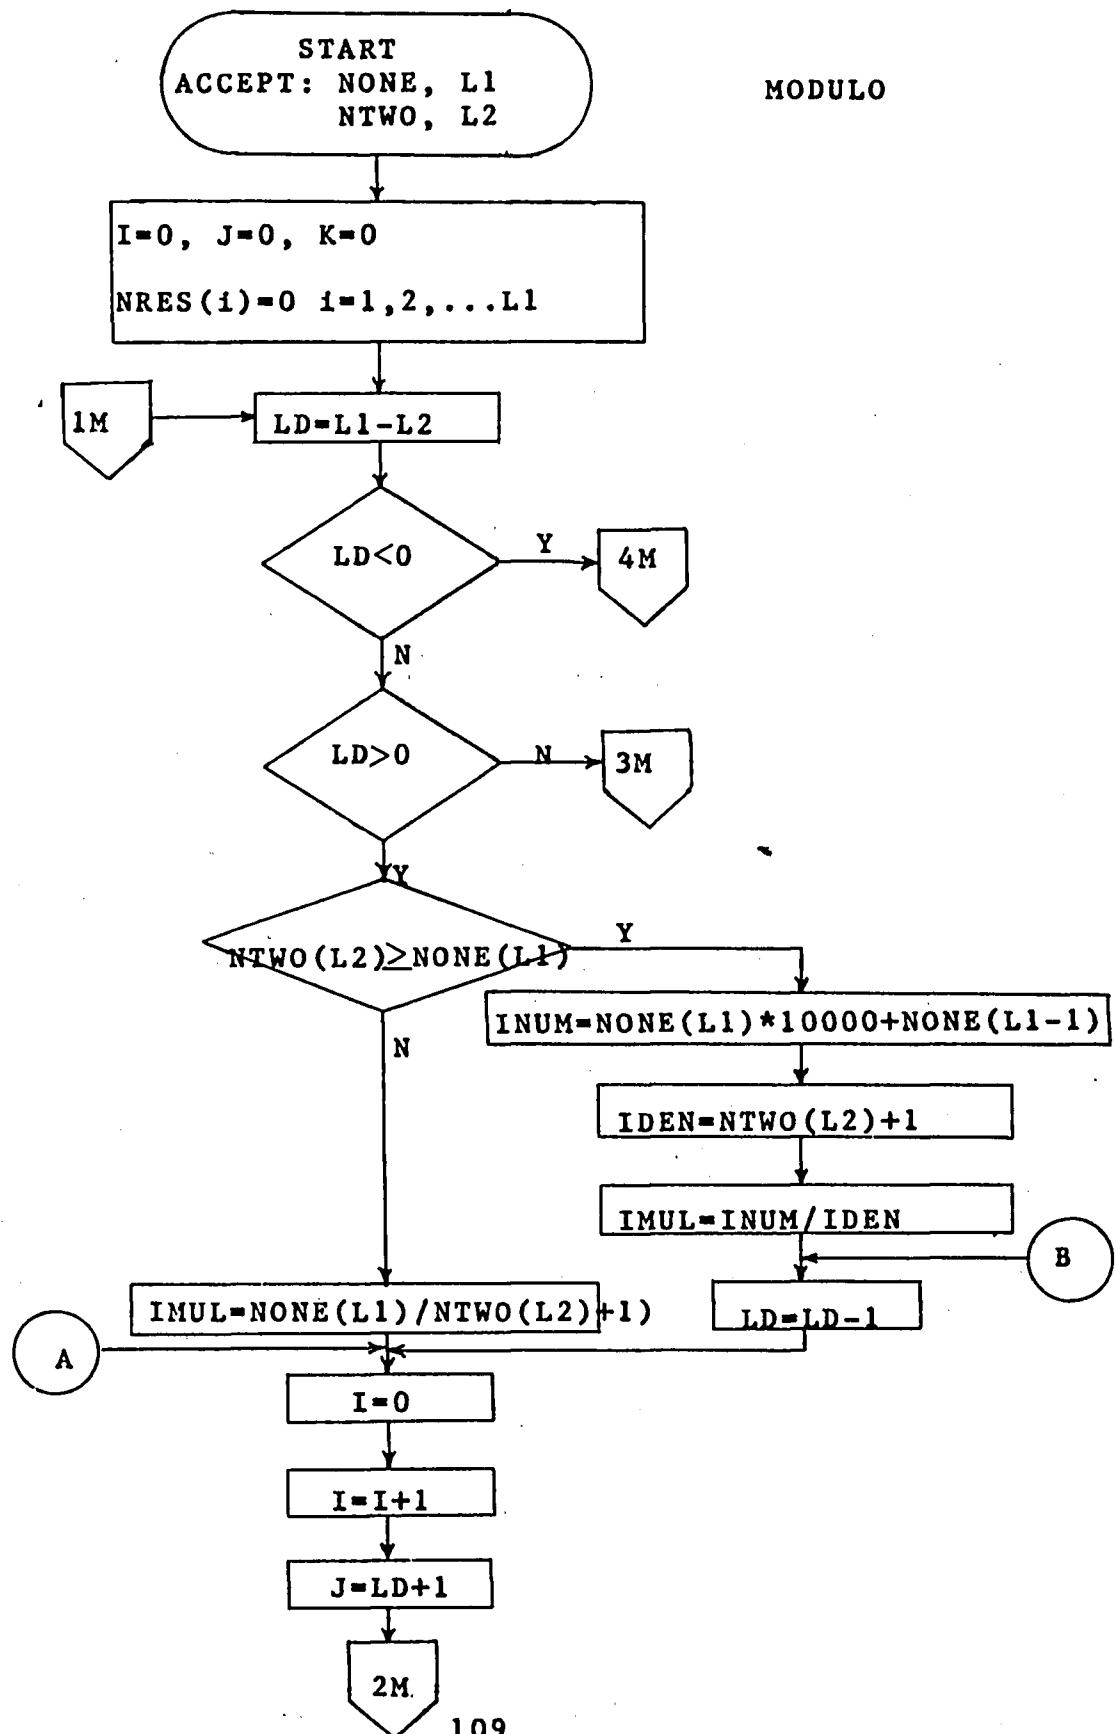 START
ACCEPT: NONE, L1
NTWO, L2
MODULO
I=0, J=0, K=0
NRES(i)=0 i=1,2,...L1
1M
LD=L1-L2
LD<0
Y
4M
N
LD>0
N
3M
Y
NTWO(L2)≥NONE(L1)
Y
INUM=NONE(L1)*10000+NONE(L1-1)
N
IDEN=NTWO(L2)+1
IMUL=INUM/IDEN
B
IMUL=NONE(L1)/NTWO(L2)+1)
LD=LD-1
A
I=0
I=I+1
J=LD+1
2M
109